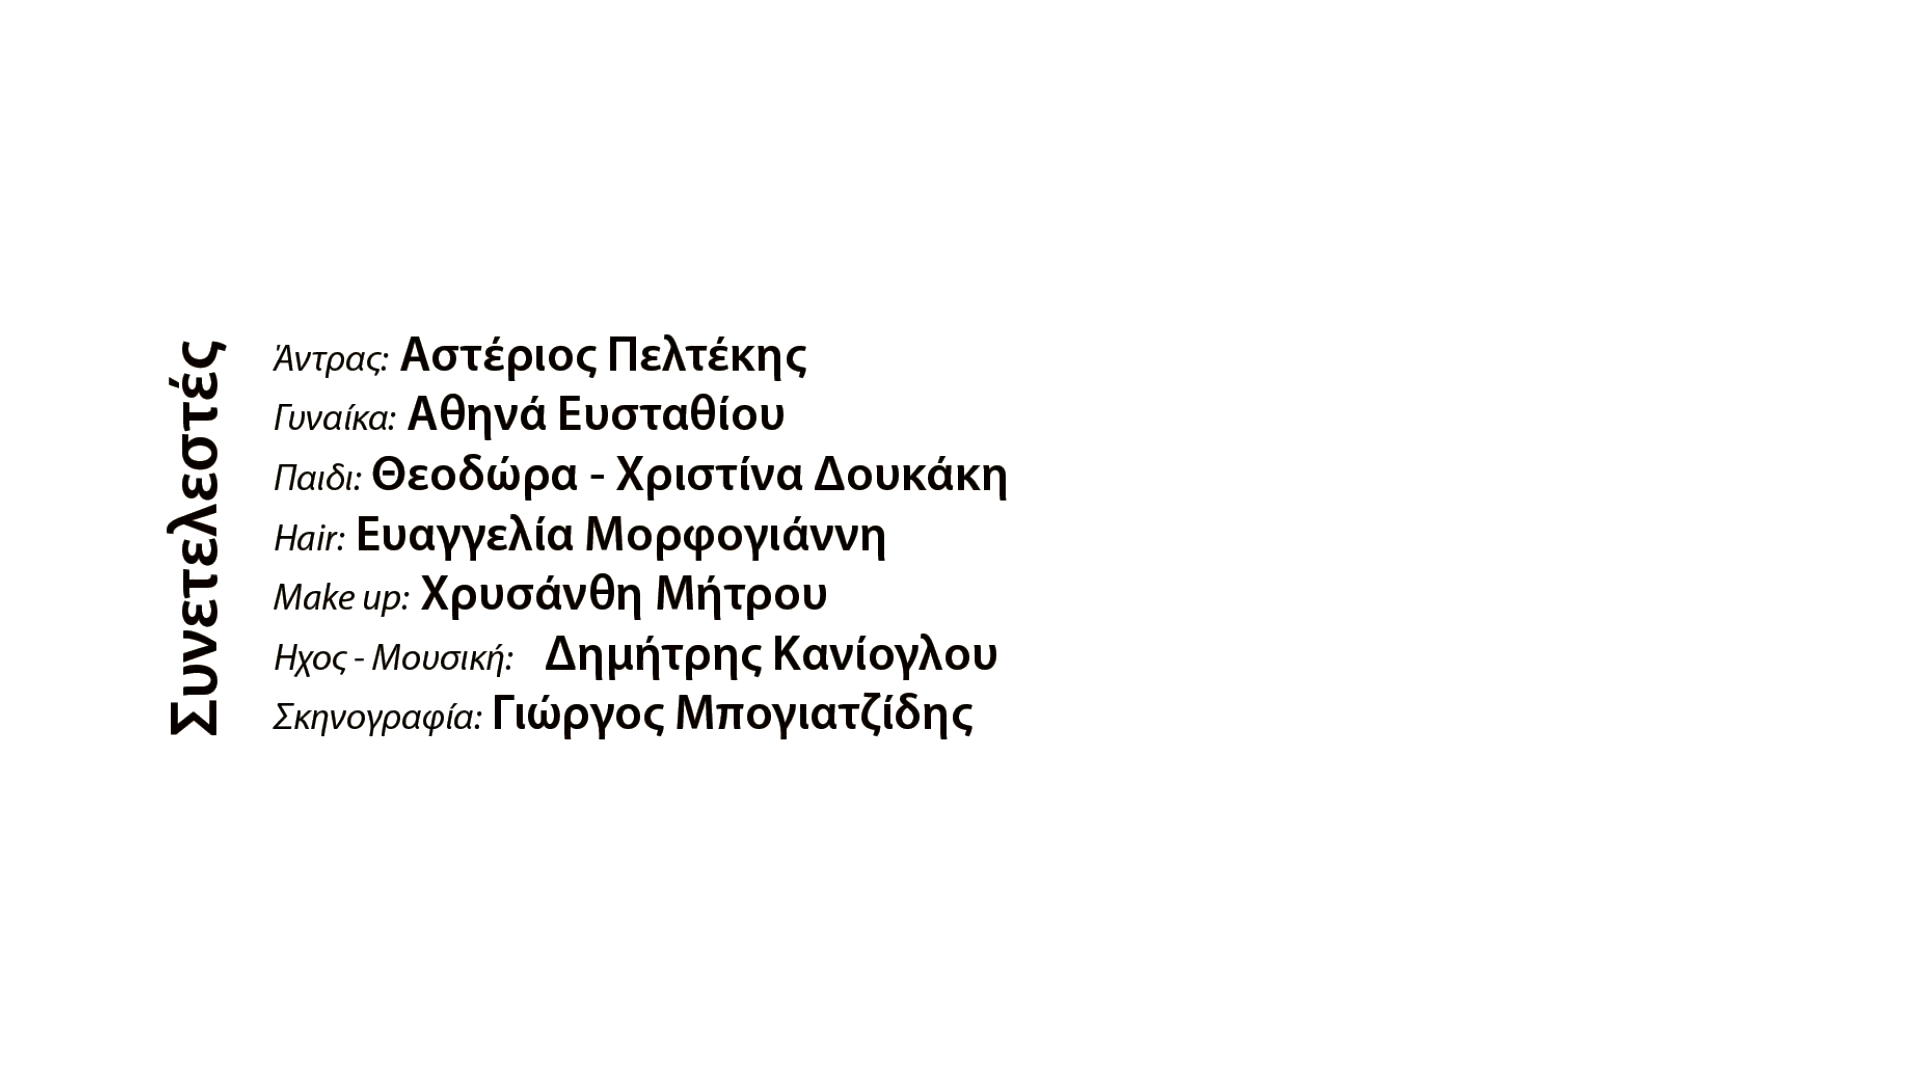 Συνετελεστές
Άντρας: Αστέριος Πελτέκης
Γυναίκα: Αθηνά Ευσταθίου
Παιδι: Θεοδώρα - Χριστίνα Δουκάκη
Hair: Ευαγγελία Μορφογιάννη
Make up: Χρυσάνθη Μήτρου
Ηχος - Μουσική: Δημήτρης Κανίογλου
Σκηνογραφία: Γιώργος Μπογιατζίδης